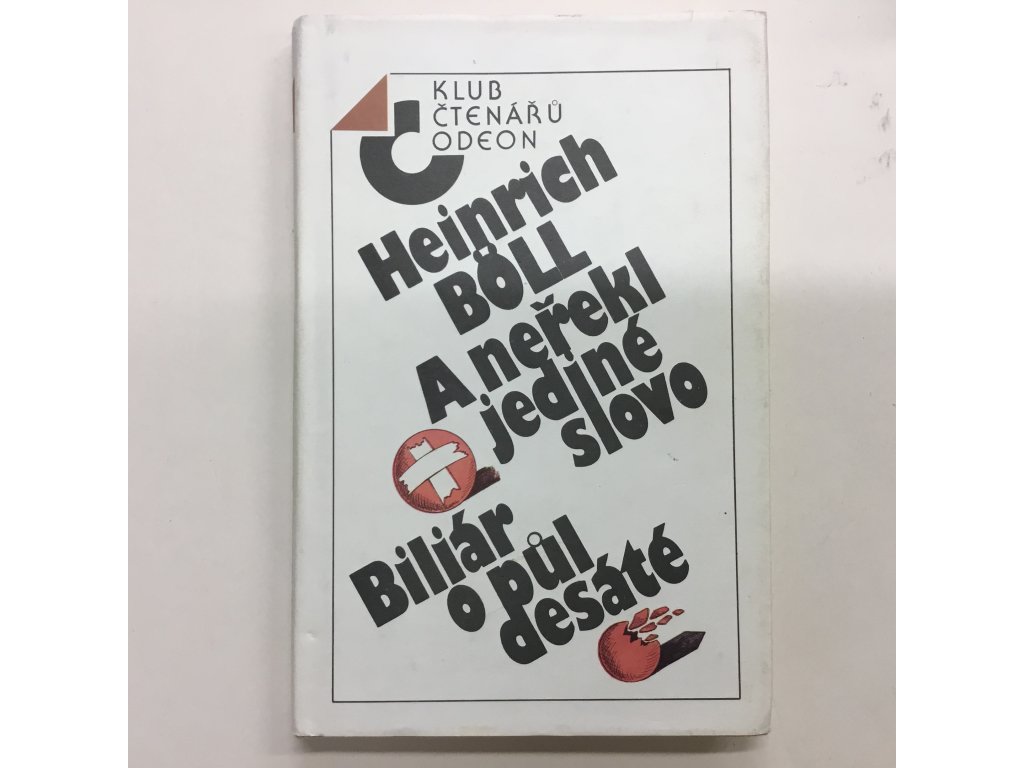 KLUB
ČTENÁŘŮ
ODEON
Heinrich
BÖLL
A neřekl
jediné
slovo
Biliár
o půl
desáté